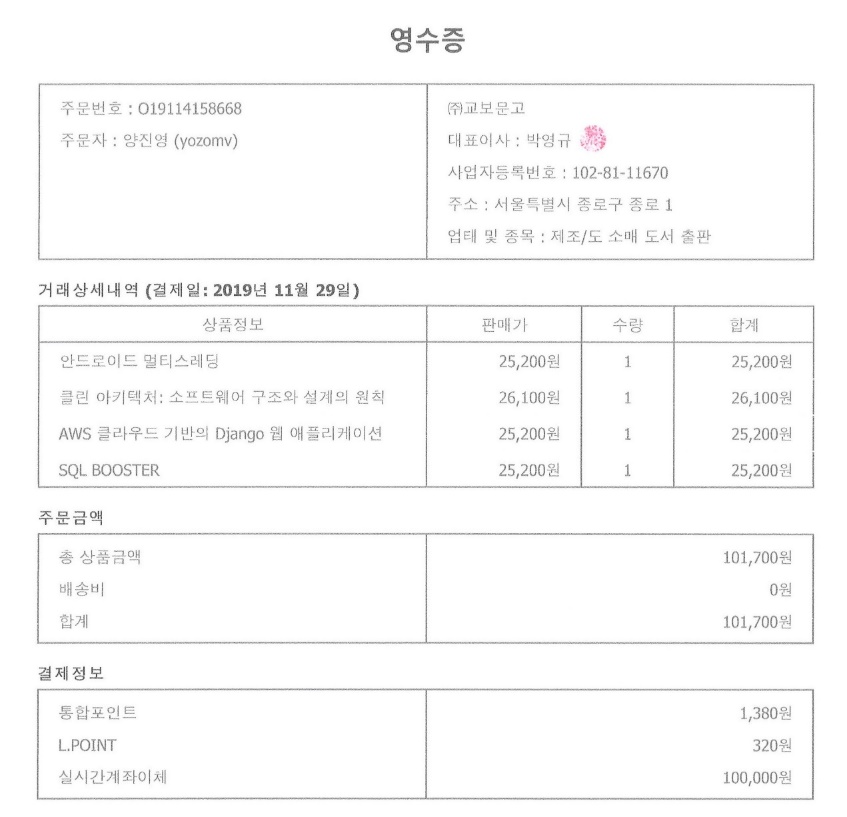 영수증
주문번호 : O19114158668
주문자 : 양진영 (yozomv)
㈜교보문고
대표이사 : 박영규
사업자등록번호 : 102-81-11670
주소 : 서울특별시 종로구 종로 1
업태 및 종목 : 제조/도 소매 도서 출판
거래상세내역 (결제일: 2019년 11월 29일)
상품정보 판매가 수량 합계
안드로이드 멀티스레딩 25,200원 1 25,200원
클린 아키텍처: 소프트웨어 구조와 설계의 원칙 26,100원 1 26,100원
AWS 클라우드 기반의 Django 웹 애플리케이션 25,200원 1 25,200원
SQL BOOSTER 25,200원 1 25,200원
주문금액
총 상품금액 101,700원
배송비 0원
합계 101,700원
결제정보
통합포인트 1,380원
L.POINT 320원
실시간계좌이체 100,000원